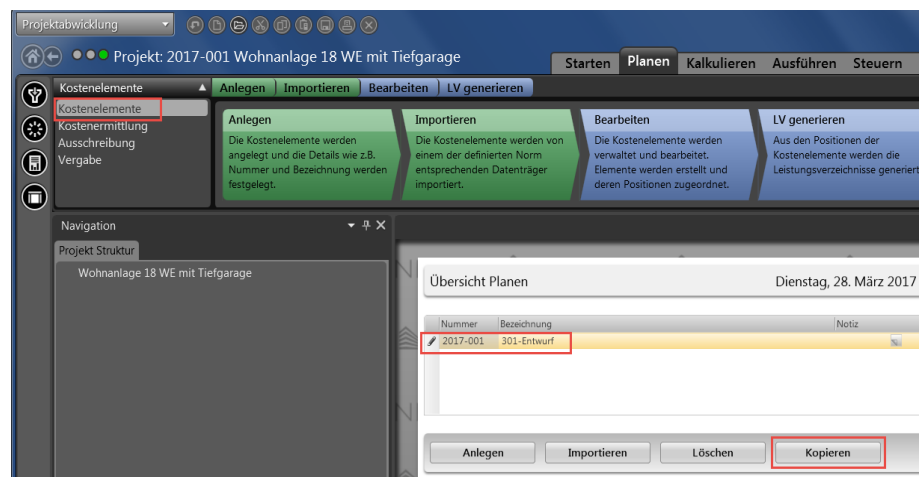 Projektabwicklung
Projekt: 2017-001 Wohnanlage 18 WE mit Tiefgarage
Starten Planen Kalkulieren Ausführen Steuern
Kostenelemente
Kostenelemente
Kostenermittlung
Ausschreibung
Vergabe
Anlegen Importieren Bearbeiten LV generieren
Anlegen
Die Kostenelemente werden
angelegt und die Details wie z.B.
Nummer und Bezeichnung werden
festgelegt.
Importieren
Die Kostenelemente werden von
einem der definierten Norm
entsprechenden Datenträger
importiert.
Bearbeiten
Die Kostenelemente werden
verwaltet und bearbeitet.
Elemente werden erstellt und
deren Positionen zugeordnet.
LV generieren
Aus den Positionen der
Kostenelemente werden die
Leistungsverzeichnisse generiert
Navigation
Projekt Struktur
Wohnanlage 18 WE mit Tiefgarage
Übersicht Planen
Dienstag, 28. März 2017
Nummer Bezeichnung Notiz
2017-001 301-Entwurf
Anlegen Importieren Löschen Kopieren